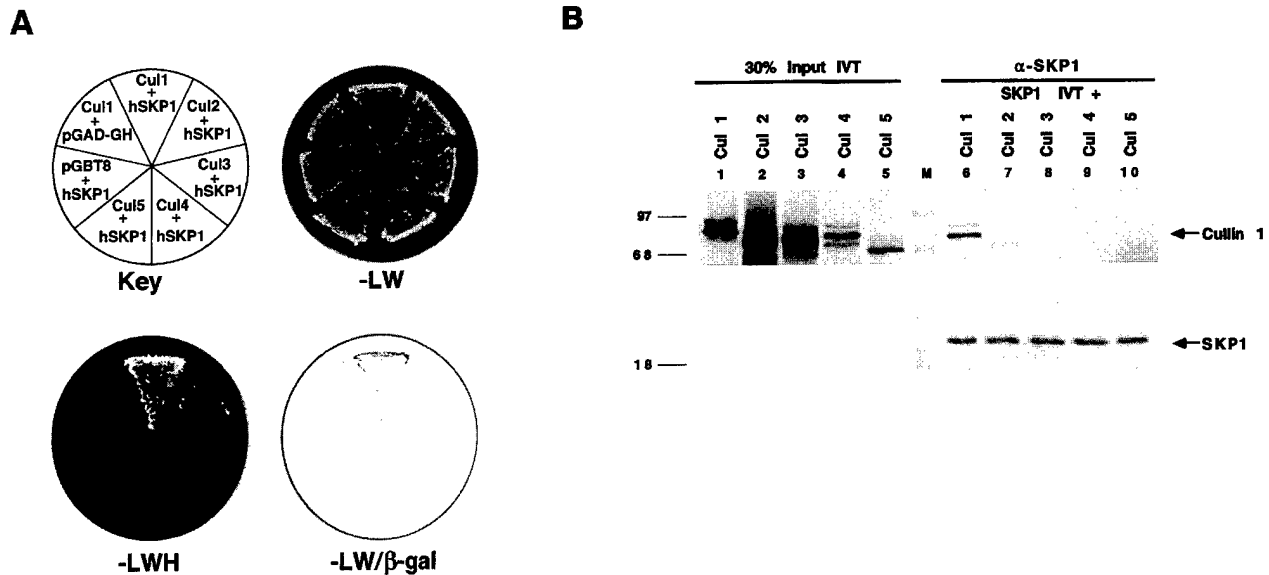 A
Cul1
+
hSKP1
Cul2
+
hSKP1
Cul3
+
hSKP1
Cul4
+
hSKP1
Cul5
+
hSKP1
pGBT8
+
hSKP1
Cul1
+
pGAD-GH
Key
-LW
-LWH
-LW/β-gal
B
30% Input IVT
α-SKP1
SKP1 IVT +
Cul 1
Cul 2
Cul 3
Cul 4
Cul 5
Cul 1
Cul 2
Cul 3
Cul 4
Cul 5
1 2 3 4 5 M 6 7 8 9 10
97
68
18
Cullin 1
SKP1